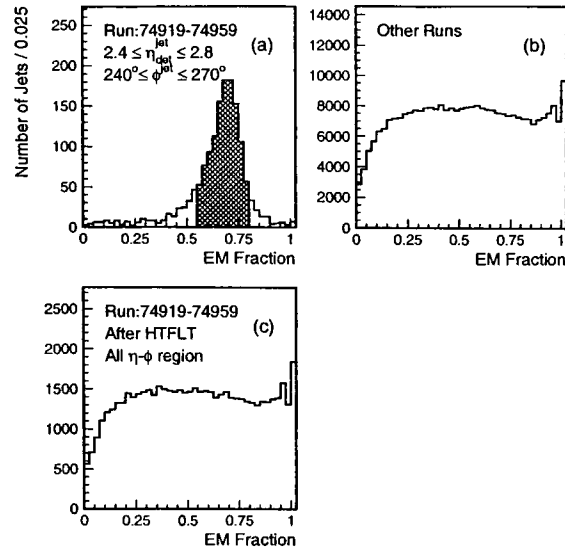 Number of Jets / 0.025
Run:74919-74959
(a)
2.4 ≤ η_det^jet ≤ 2.8
240° ≤ φ^jet ≤ 270°
250
200
150
100
50
0
0 0.25 0.5 0.75 1
EM Fraction
Other Runs
(b)
14000
12000
10000
8000
6000
4000
2000
0
0 0.25 0.5 0.75 1
EM Fraction
Run:74919-74959
After HTFLT
(c)
All η-φ region
2500
2000
1500
1000
500
0
0 0.25 0.5 0.75 1
EM Fraction